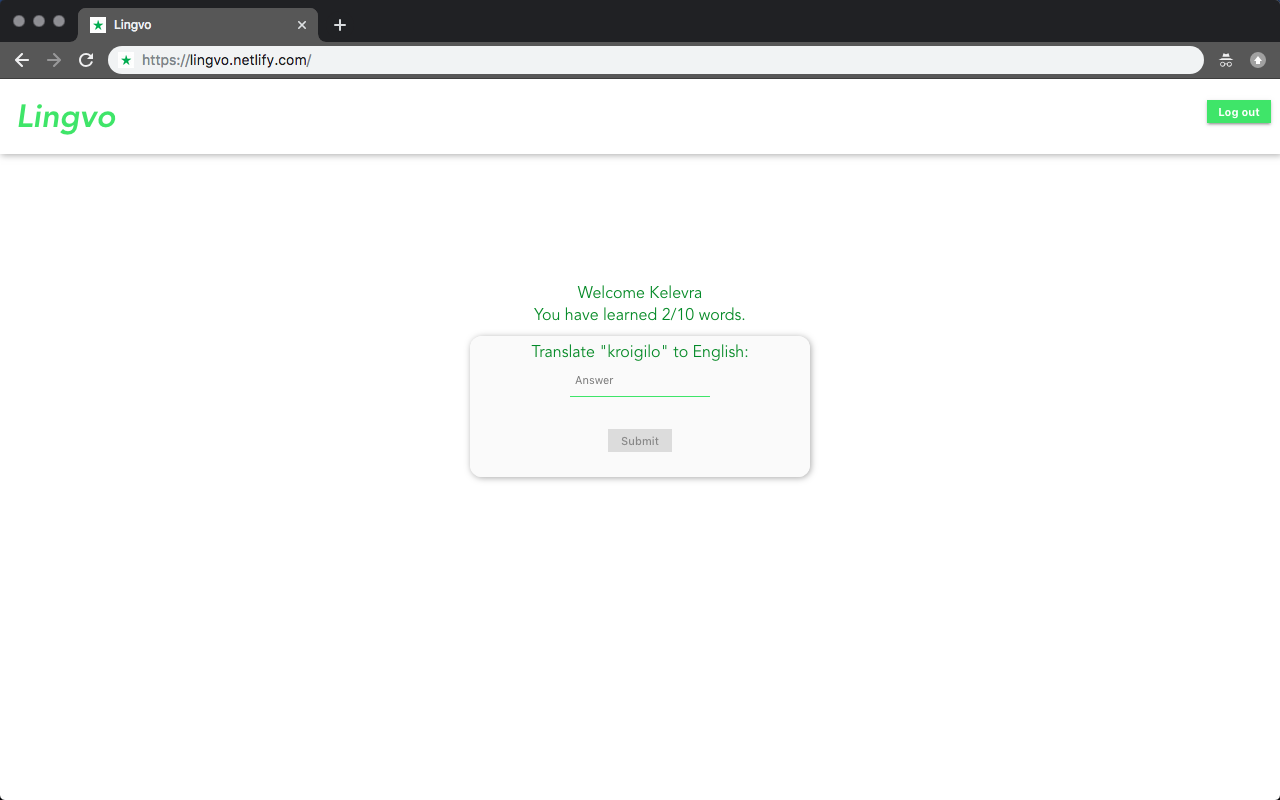 Lingvo
https://lingvo.netlify.com/
Lingvo
Log out
Welcome Kelevra
You have learned 2/10 words.
Translate "kroigilo" to English:
Answer
Submit